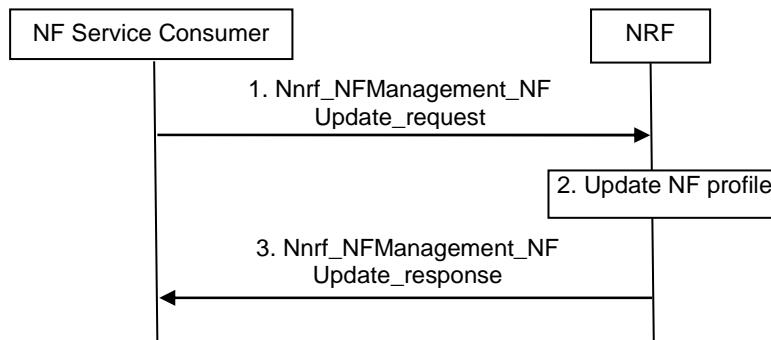 NF Service Consumer
NRF
1. Nnrf_NFManagement_NF
Update_request
2. Update NF profile
3. Nnrf_NFManagement_NF
Update_response